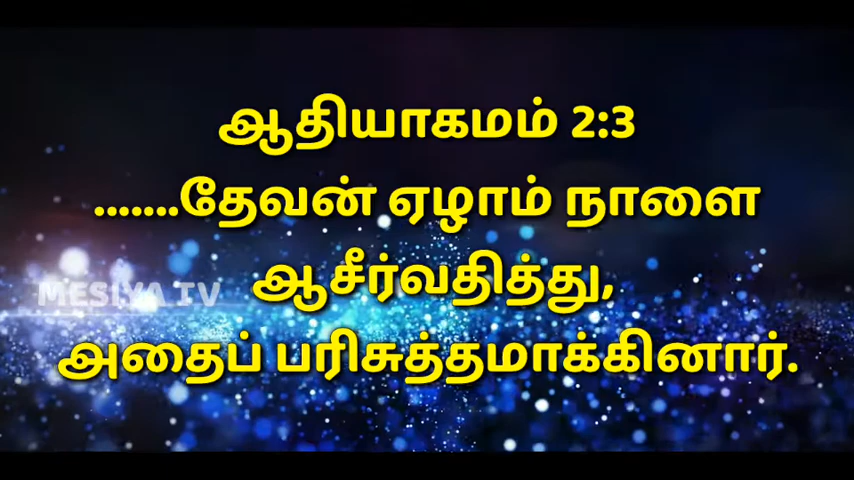 ஆதியாகமம் 2:3
.......தேவன் ஏழாம் நாளை
ஆசீர்வதித்து,
MESIYA TV
அதைப் பரிசுத்தமாக்கினார்.